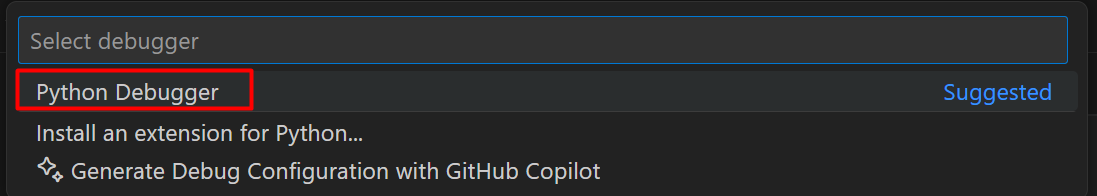 Select debugger
Python Debugger Suggested
Install an extension for Python...
Generate Debug Configuration with GitHub Copilot